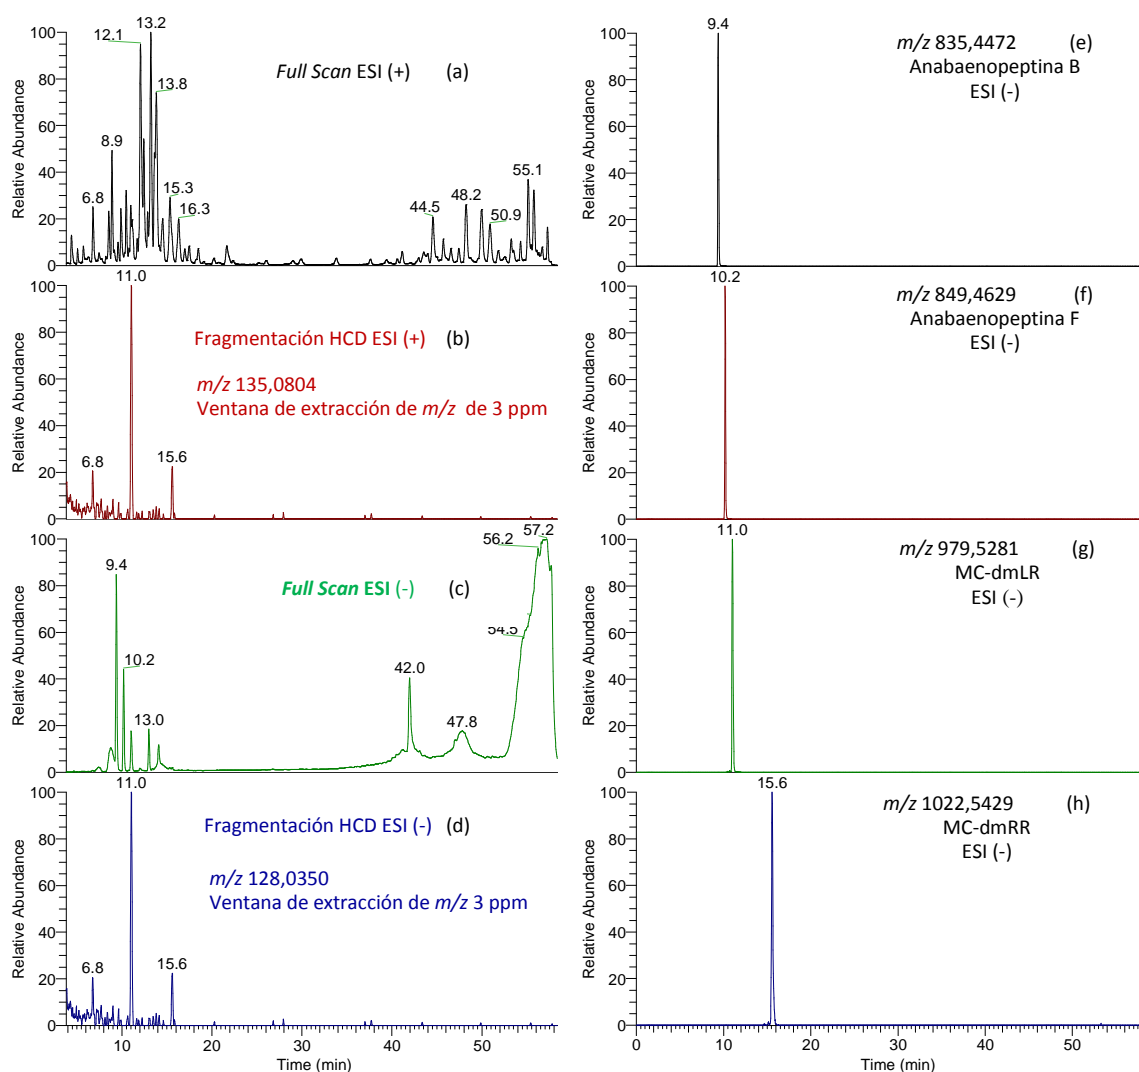 13.2
12.1
100
13.8
80
Full Scan ESI (+) (a)
60
8.9
55.1
40
6.8
15.3
48.2
44.5
20
16.3
50.9
0
Relative Abundance
11.0
100
Fragmentación HCD ESI (+) (b)
80
m/z 135,0804
60
Ventana de extracción de m/z de 3 ppm
40
6.8
15.6
20
0
Relative Abundance
57.2
56.2
100
9.4
Full Scan ESI (-) (c)
80
60
54.5
10.2
42.0
40
13.0
47.8
20
0
Relative Abundance
11.0
100
Fragmentación HCD ESI (-) (d)
80
m/z 128,0350
60
Ventana de extracción de m/z 3 ppm
40
6.8
15.6
20
0
Relative Abundance
10 20 30 40 50
Time (min)
9.4
100
m/z 835,4472 (e)
Anabaenopeptina B
80
ESI (-)
60
40
20
0
Relative Abundance
10.2
100
m/z 849,4629 (f)
Anabaenopeptina F
80
ESI (-)
60
40
20
0
Relative Abundance
11.0
100
m/z 979,5281 (g)
MC-dmLR
80
ESI (-)
60
40
20
0
Relative Abundance
15.6
100
m/z 1022,5429 (h)
MC-dmRR
80
ESI (-)
60
40
20
0
Relative Abundance
0 10 20 30 40 50
Time (min)